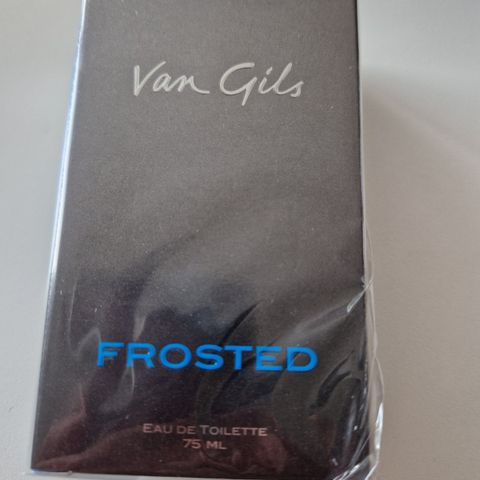 Van Gils
FROSTED
EAU DE TOILETTE
75 ML